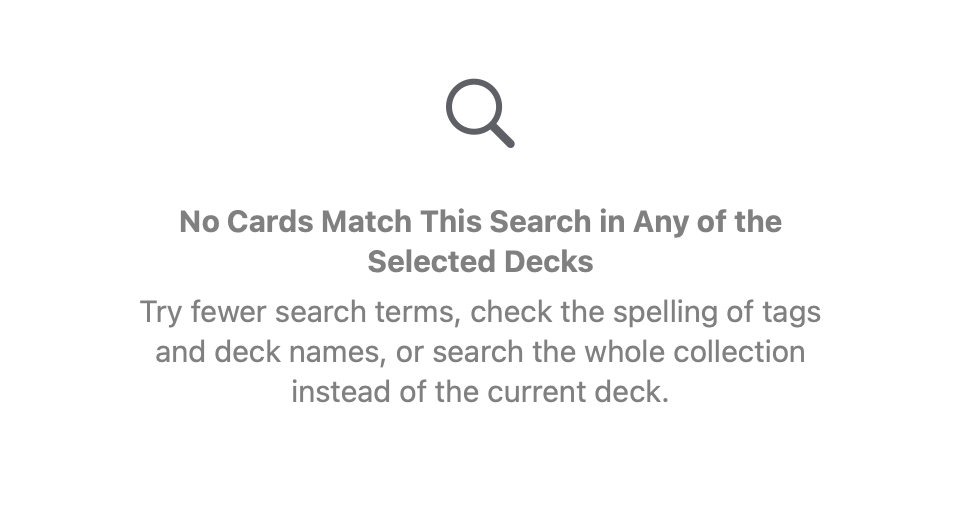 No Cards Match This Search in Any of the
Selected Decks
Try fewer search terms, check the spelling of tags
and deck names, or search the whole collection
instead of the current deck.